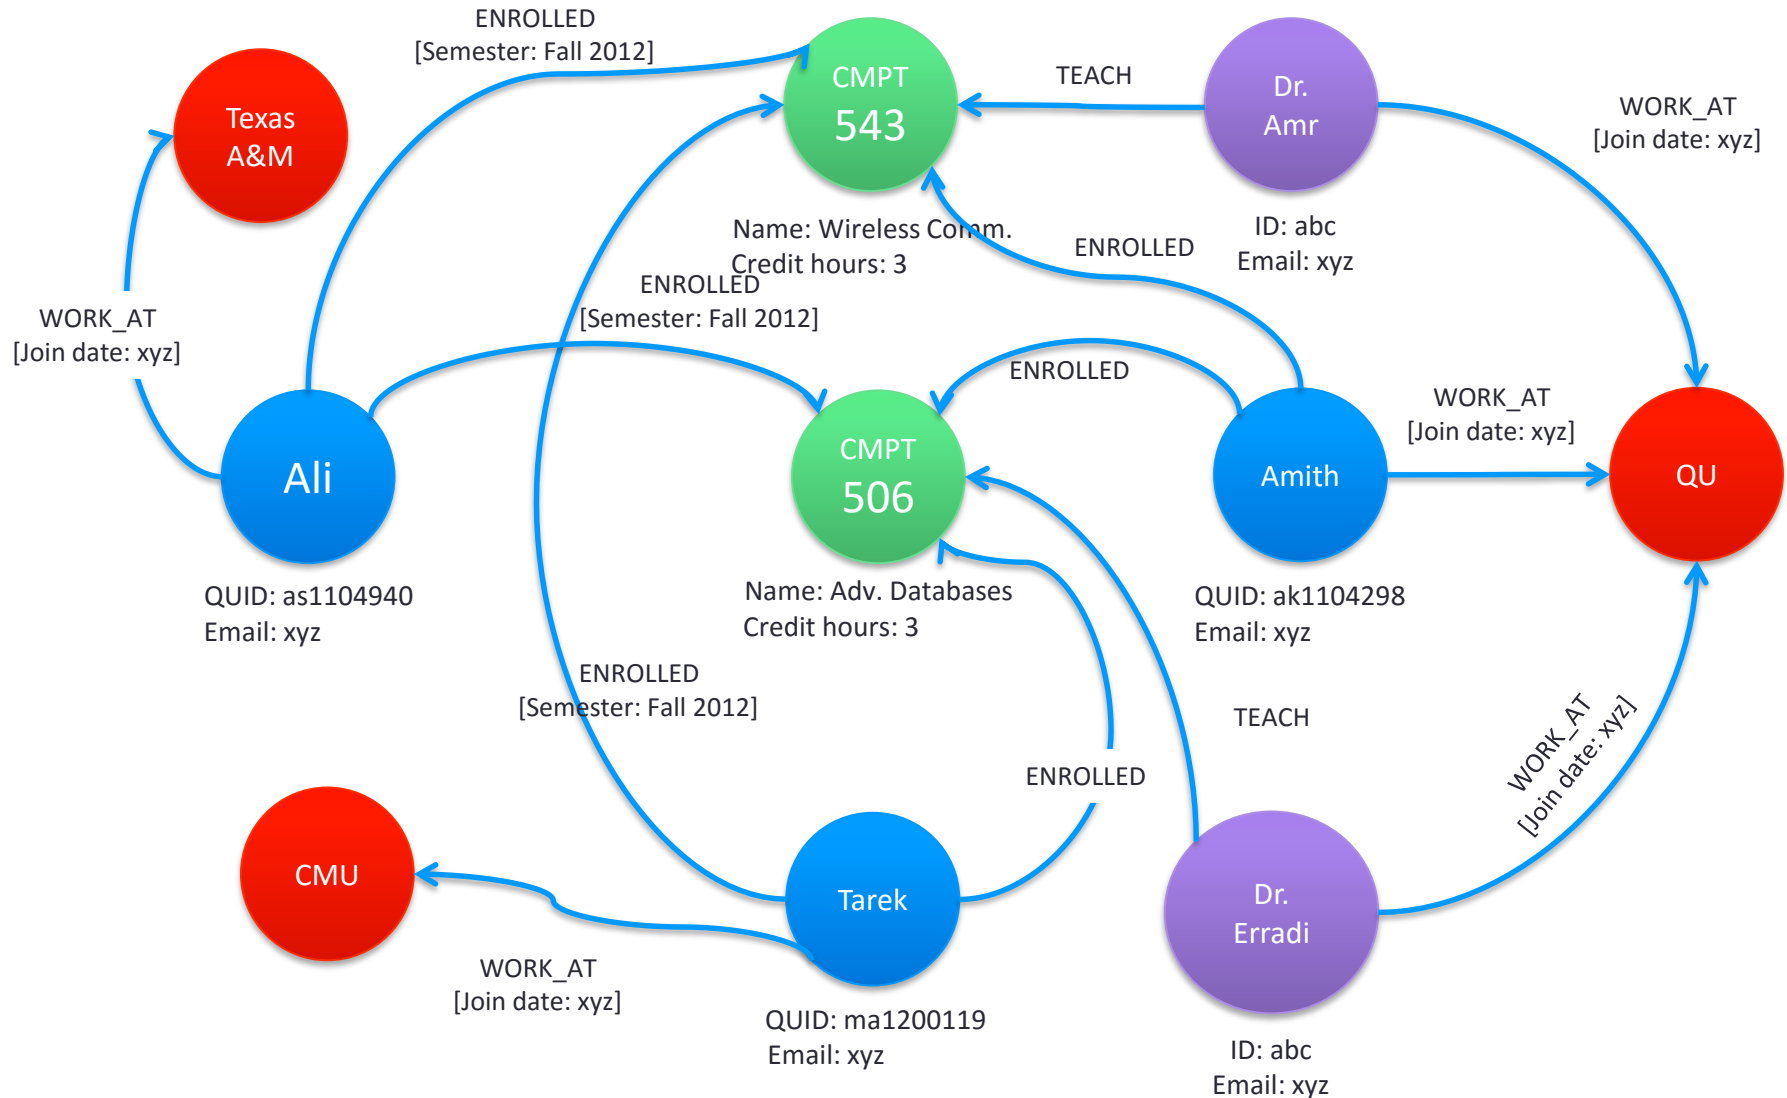 ENROLLED
[Semester: Fall 2012]
CMPT
543
TEACH
Dr.
Amr
WORK_AT
[Join date: xyz]
Texas
A&M
Name: Wireless Comm.
Credit hours: 3
ENROLLED
ID: abc
Email: xyz
ENROLLED
[Semester: Fall 2012]
WORK_AT
[Join date: xyz]
ENROLLED
WORK_AT
[Join date: xyz]
Ali
CMPT
506
Amith
QU
QUID: as1104940
Email: xyz
Name: Adv. Databases
Credit hours: 3
QUID: ak1104298
Email: xyz
ENROLLED
[Semester: Fall 2012]
TEACH
WORK_AT
[Join date: xyz]
ENROLLED
CMU
Tarek
Dr.
Erradi
WORK_AT
[Join date: xyz]
QUID: ma1200119
Email: xyz
ID: abc
Email: xyz